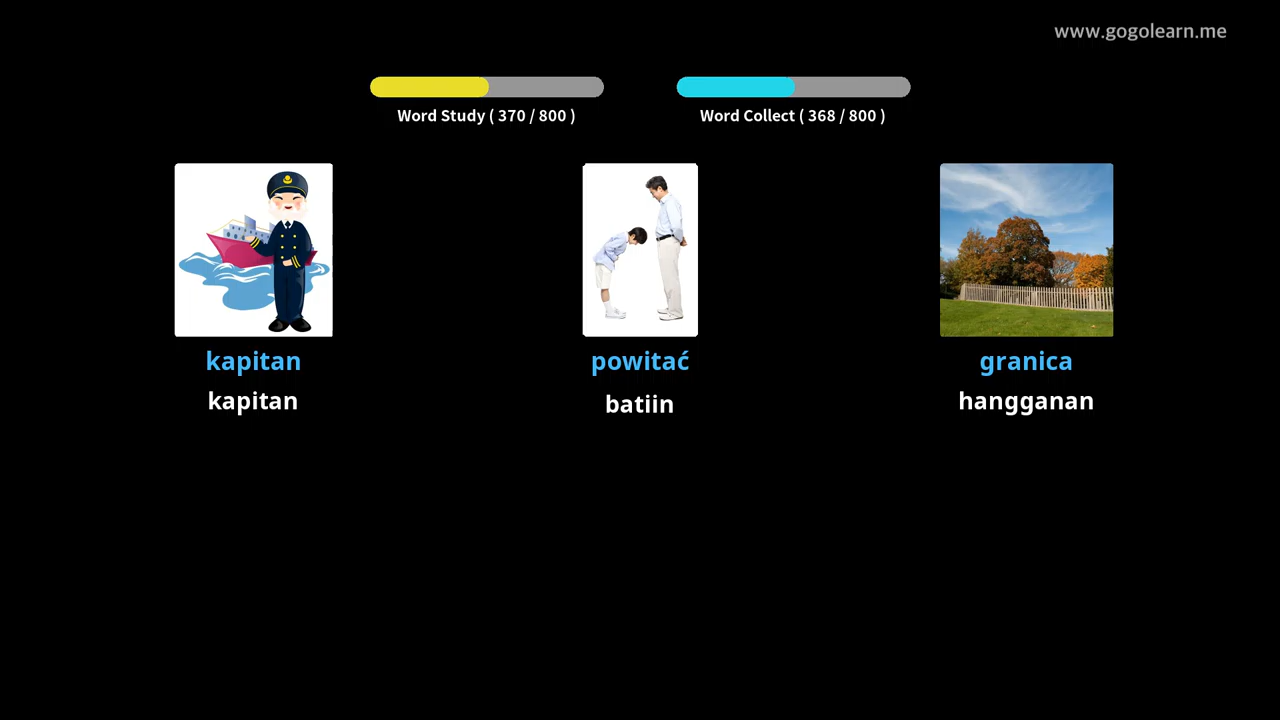 www.gogolearn.me
Word Study ( 370 / 800 )
Word Collect ( 368 / 800 )
kapitan
powitać
granica
kapitan
batiin
hangganan